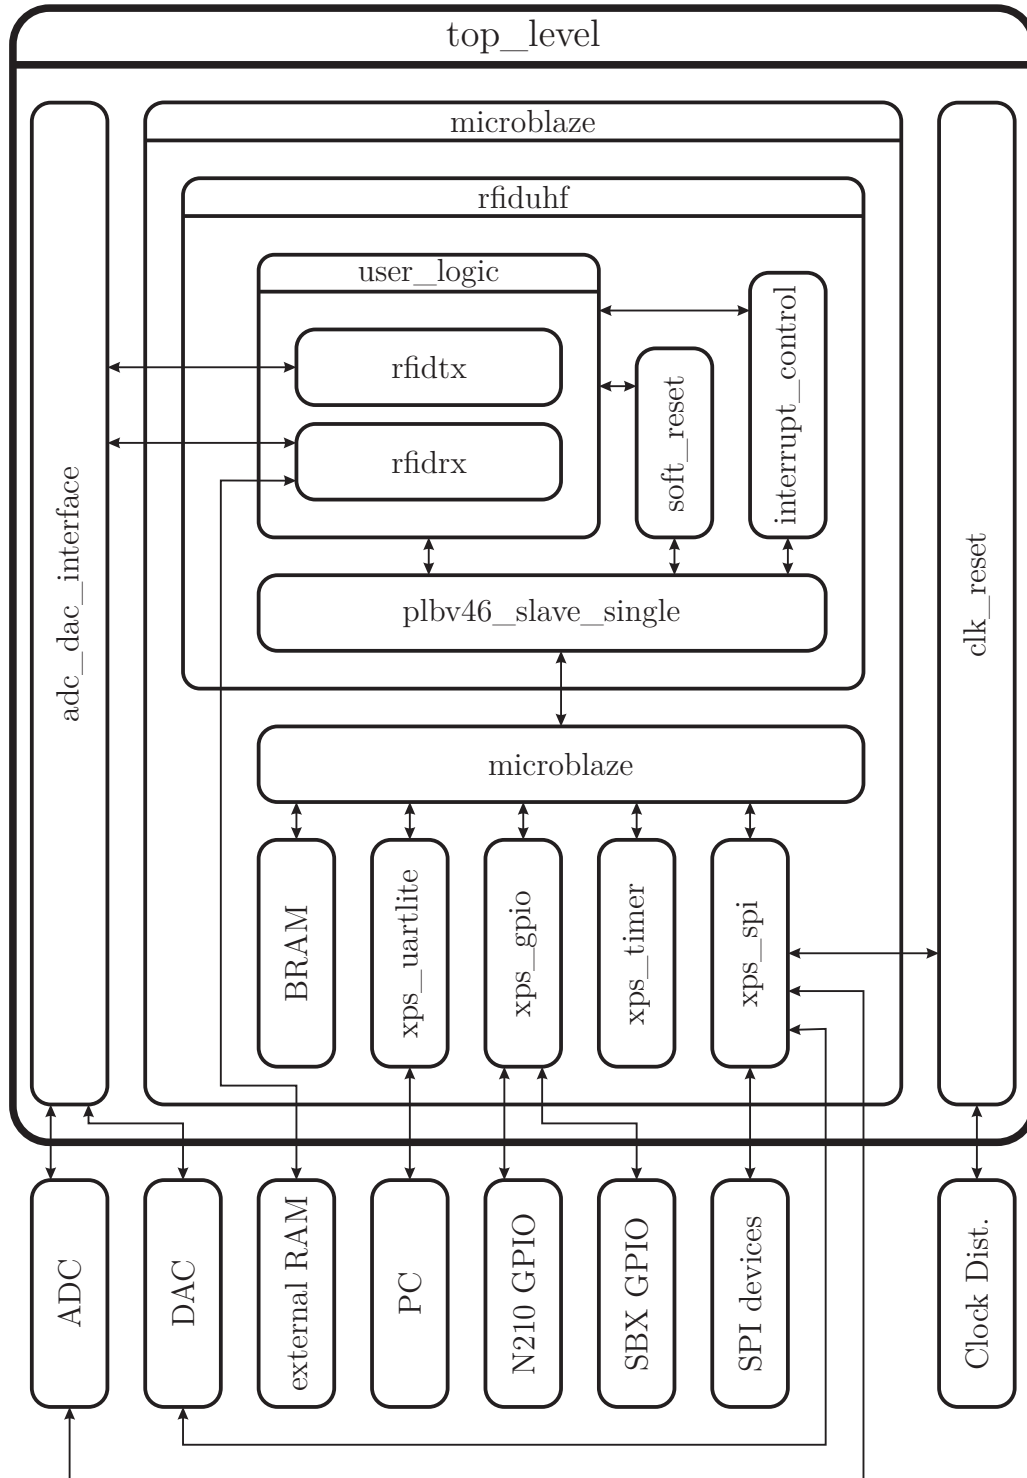 top_level
microblaze
rfiduhf
user_logic
rfidtx
rfidrx
soft_reset
interrupt_control
adc_dac_interface
clk_reset
plbv46_slave_single
microblaze
BRAM
xps_uartlite
xps_gpio
xps_timer
xps_spi
ADC
DAC
external RAM
PC
N210 GPIO
SBX GPIO
SPI devices
Clock Dist.